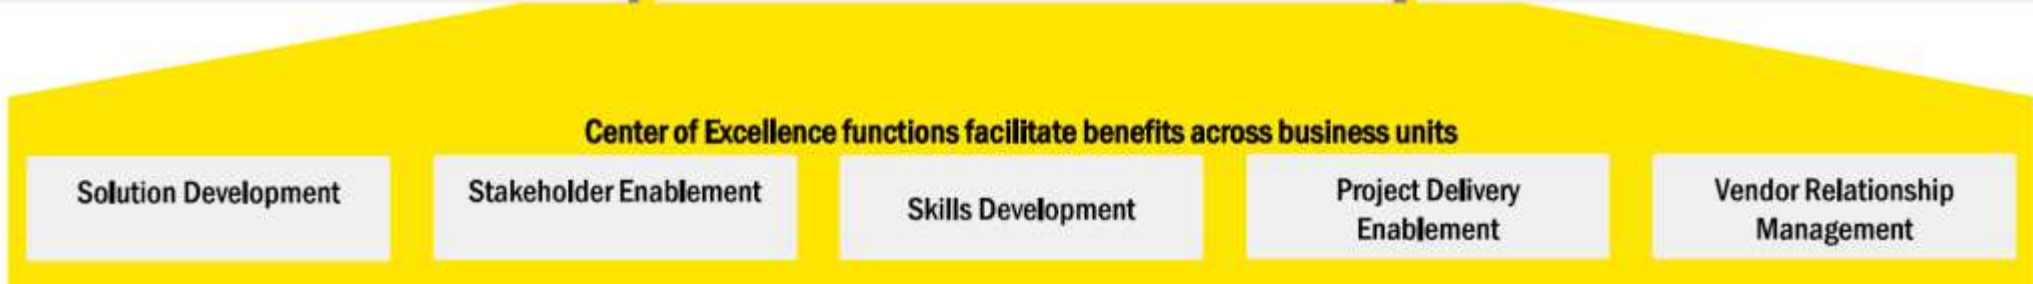 Center of Excellence functions facilitate benefits across business units
Solution Development
Stakeholder Enablement
Skills Development
Project Delivery
Enablement
Vendor Relationship
Management